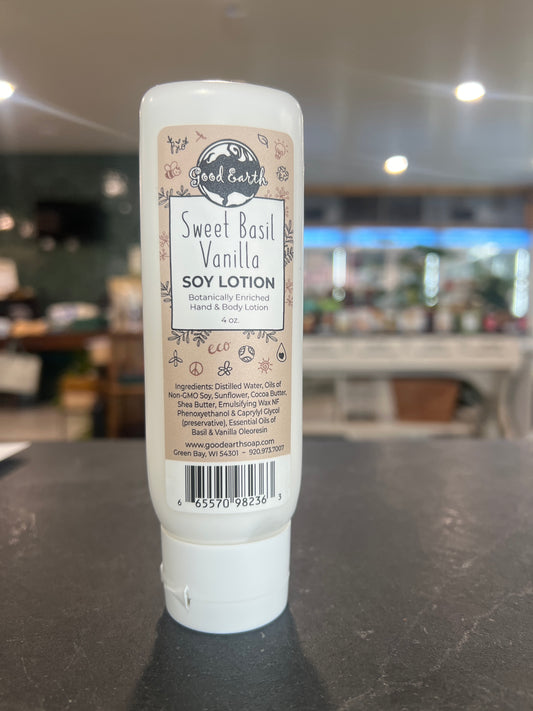 Good Earth
Sweet Basil
Vanilla
SOY LOTION
Botanically Enriched
Hand & Body Lotion
4 oz.
eco
Ingredients: Distilled Water, Oils of
Non-GMO Soy, Sunflower, Cocoa Butter,
Shea Butter, Emulsifying Wax NF
Phenoxyethanol & Caprylyl Glycol
(preservative), Essential Oils of
Basil & Vanilla Oleoresin
www.goodearthsoap.com
Green Bay, WI 54301 ~ 920.973.7007
6 65570 98236 3